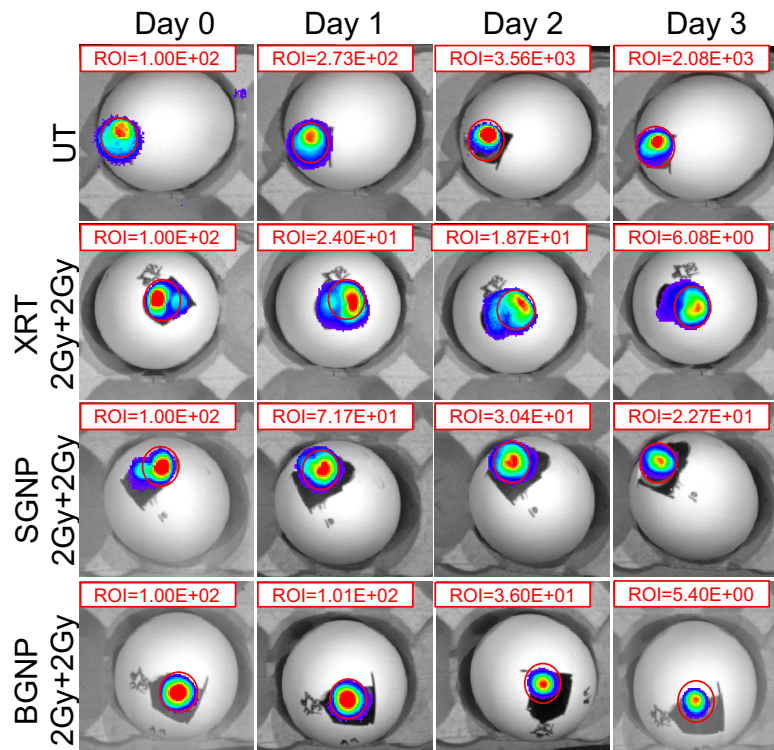 Day 0 Day 1 Day 2 Day 3
UT
ROI=1.00E+02 ROI=2.73E+02 ROI=3.56E+03 ROI=2.08E+03
XRT
2Gy+2Gy
ROI=1.00E+02 ROI=2.40E+01 ROI=1.87E+01 ROI=6.08E+00
SGNP
2Gy+2Gy
ROI=1.00E+02 ROI=7.17E+01 ROI=3.04E+01 ROI=2.27E+01
BGNP
2Gy+2Gy
ROI=1.00E+02 ROI=1.01E+02 ROI=3.60E+01 ROI=5.40E+00